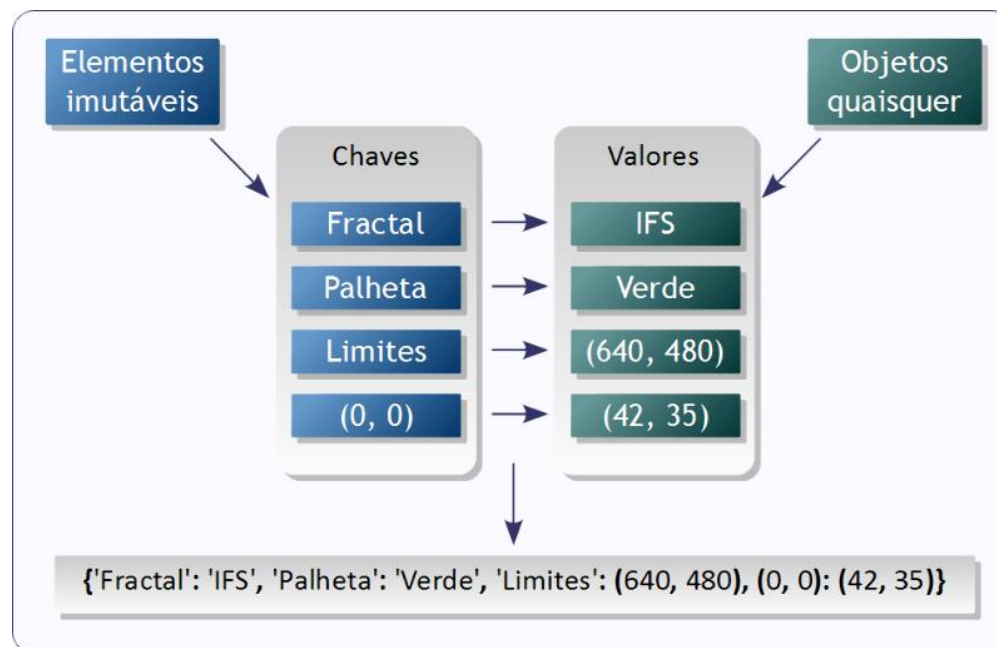 Elementos
imutáveis
Objetos
quaisquer
Chaves
Valores
Fractal
IFS
Palheta
Verde
Limites
(640, 480)
(0, 0)
(42, 35)
{'Fractal': 'IFS', 'Palheta': 'Verde', 'Limites': (640, 480), (0, 0): (42, 35)}